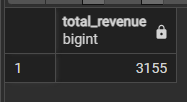 total_revenue
bigint
1 3155